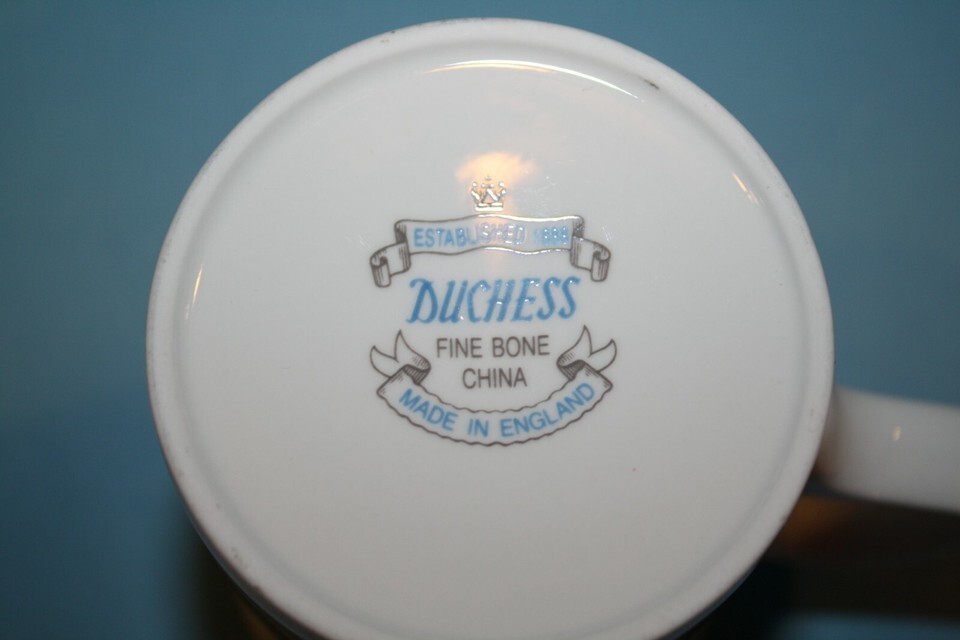 ESTABLISHED 1888
DUCHESS
FINE BONE
CHINA
MADE IN ENGLAND